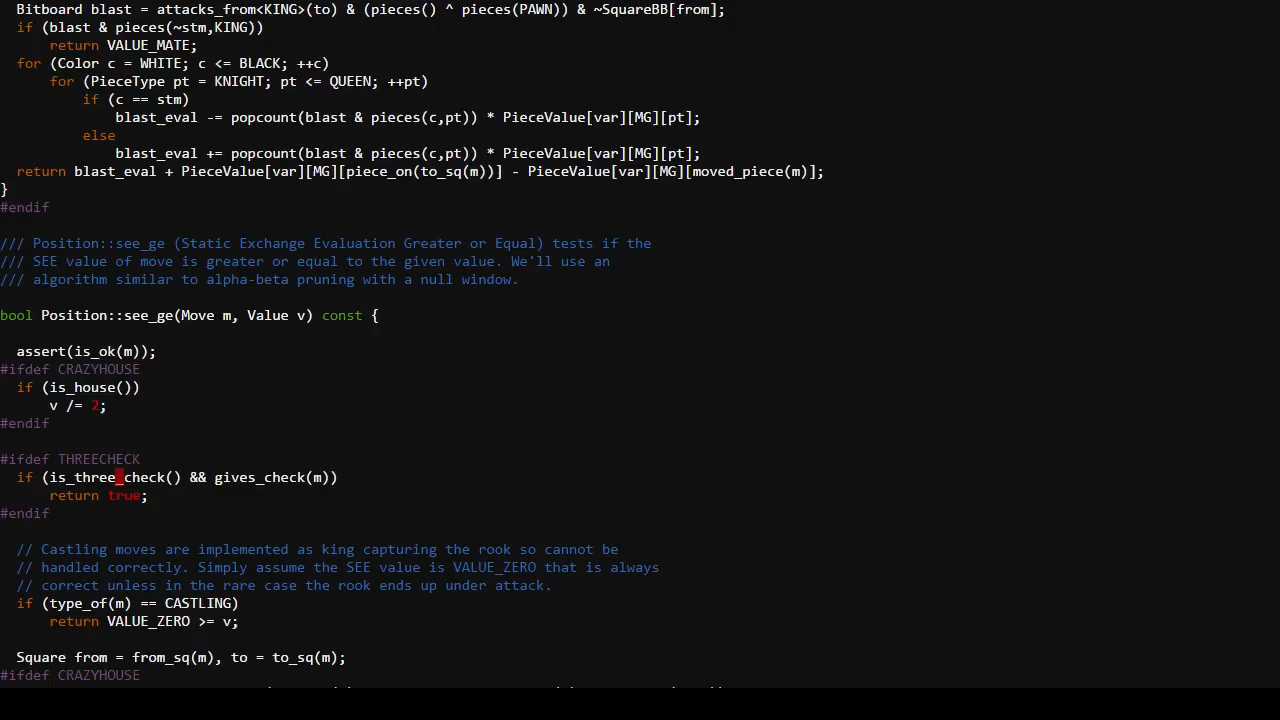 Bitboard blast = attacks_from<KING>(to) & (pieces() ^ pieces(PAWN)) & ~SquareBB[from];
if (blast & pieces(~stm,KING))
return VALUE_MATE;
for (Color c = WHITE; c <= BLACK; ++c)
for (PieceType pt = KNIGHT; pt <= QUEEN; ++pt)
if (c == stm)
blast_eval -= popcount(blast & pieces(c,pt)) * PieceValue[var][MG][pt];
else
blast_eval += popcount(blast & pieces(c,pt)) * PieceValue[var][MG][pt];
return blast_eval + PieceValue[var][MG][piece_on(to_sq(m))] - PieceValue[var][MG][moved_piece(m)];
}
#endif
/// Position::see_ge (Static Exchange Evaluation Greater or Equal) tests if the
/// SEE value of move is greater or equal to the given value. We'll use an
/// algorithm similar to alpha-beta pruning with a null window.
bool Position::see_ge(Move m, Value v) const {
assert(is_ok(m));
#ifdef CRAZYHOUSE
if (is_house())
v /= 2;
#endif
#ifdef THREECHECK
if (is_three_check() && gives_check(m))
return true;
#endif
// Castling moves are implemented as king capturing the rook so cannot be
// handled correctly. Simply assume the SEE value is VALUE_ZERO that is always
// correct unless in the rare case the rook ends up under attack.
if (type_of(m) == CASTLING)
return VALUE_ZERO >= v;
Square from = from_sq(m), to = to_sq(m);
#ifdef CRAZYHOUSE